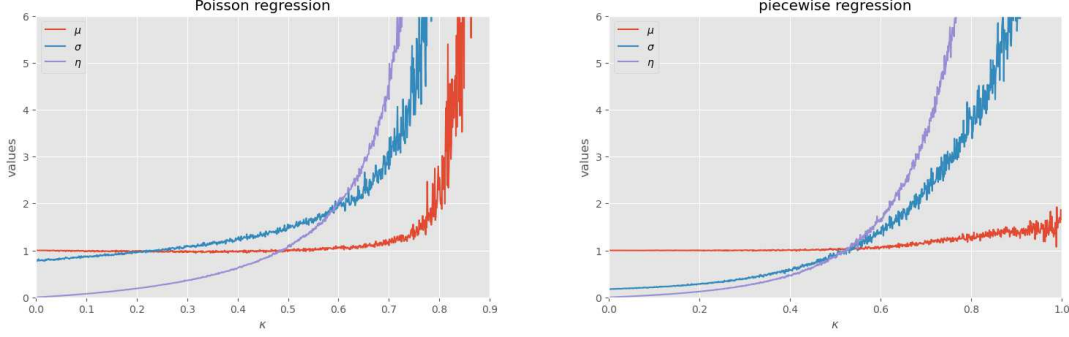 Poisson regression
6
5
4
3
2
1
0
values
μ
σ
η
0.0 0.1 0.2 0.3 0.4 0.5 0.6 0.7 0.8 0.9
κ
piecewise regression
6
5
4
3
2
1
0
values
μ
σ
η
0.0 0.2 0.4 0.6 0.8 1.0
κ